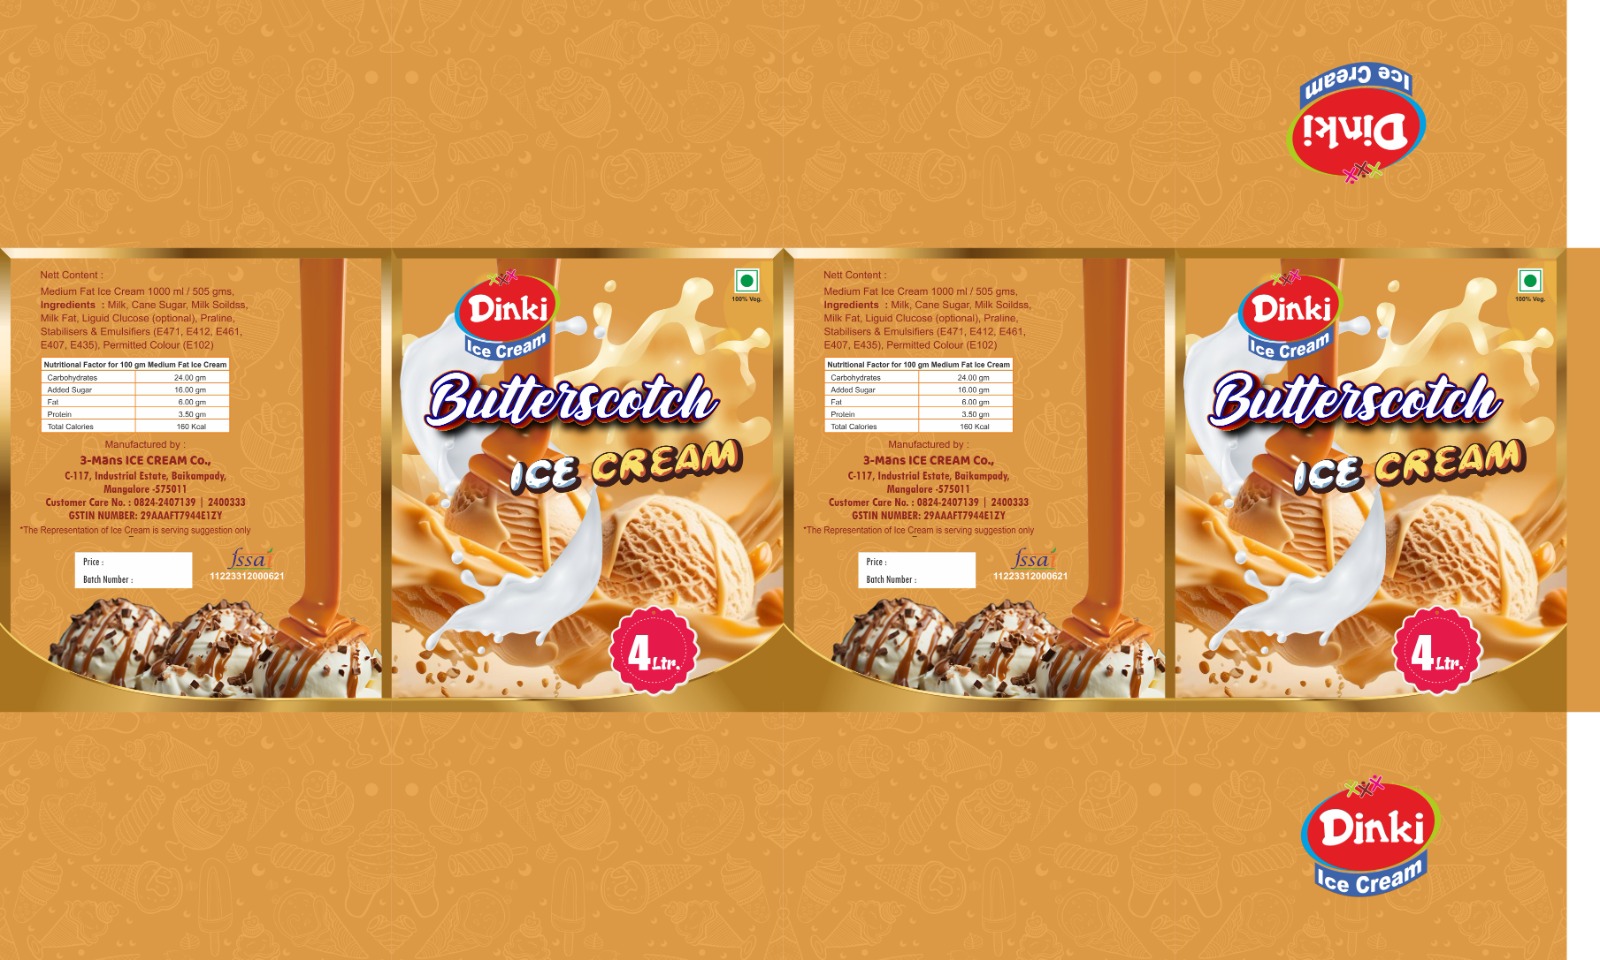 Dinki
Ice Cream
Nett Content :
Medium Fat Ice Cream 1000 ml / 505 gms,
Ingredients : Milk, Cane Sugar, Milk Soildss,
Milk Fat, Liguid Clucose (optional), Praline,
Stabilisers & Emulsifiers (E471, E412, E461,
E407, E435), Permitted Colour (E102)
Nutritional Factor for 100 gm Medium Fat Ice Cream
Carbohydrates 24.00 gm
Added Sugar 16.00 gm
Fat 6.00 gm
Protein 3.50 gm
Total Calories 160 Kcal
Manufactured by :
3-Mans ICE CREAM Co.,
C-117, Industrial Estate, Baikampady,
Mangalore -575011
Customer Care No. : 0824-2407139 | 2400333
GSTIN NUMBER: 29AAAFT7944E1ZY
*The Representation of Ice Cream is serving suggestion only
Price :
Batch Number :
fssai
11223312000621
Dinki
Ice Cream
100% Veg.
Butterscotch
ICE CREAM
4 Ltr.
Nett Content :
Medium Fat Ice Cream 1000 ml / 505 gms,
Ingredients : Milk, Cane Sugar, Milk Soildss,
Milk Fat, Liguid Clucose (optional), Praline,
Stabilisers & Emulsifiers (E471, E412, E461,
E407, E435), Permitted Colour (E102)
Nutritional Factor for 100 gm Medium Fat Ice Cream
Carbohydrates 24.00 gm
Added Sugar 16.00 gm
Fat 6.00 gm
Protein 3.50 gm
Total Calories 160 Kcal
Manufactured by :
3-Mans ICE CREAM Co.,
C-117, Industrial Estate, Baikampady,
Mangalore -575011
Customer Care No. : 0824-2407139 | 2400333
GSTIN NUMBER: 29AAAFT7944E1ZY
*The Representation of Ice Cream is serving suggestion only
Price :
Batch Number :
fssai
11223312000621
Dinki
Ice Cream
100% Veg.
Butterscotch
ICE CREAM
4 Ltr.
Dinki
Ice Cream